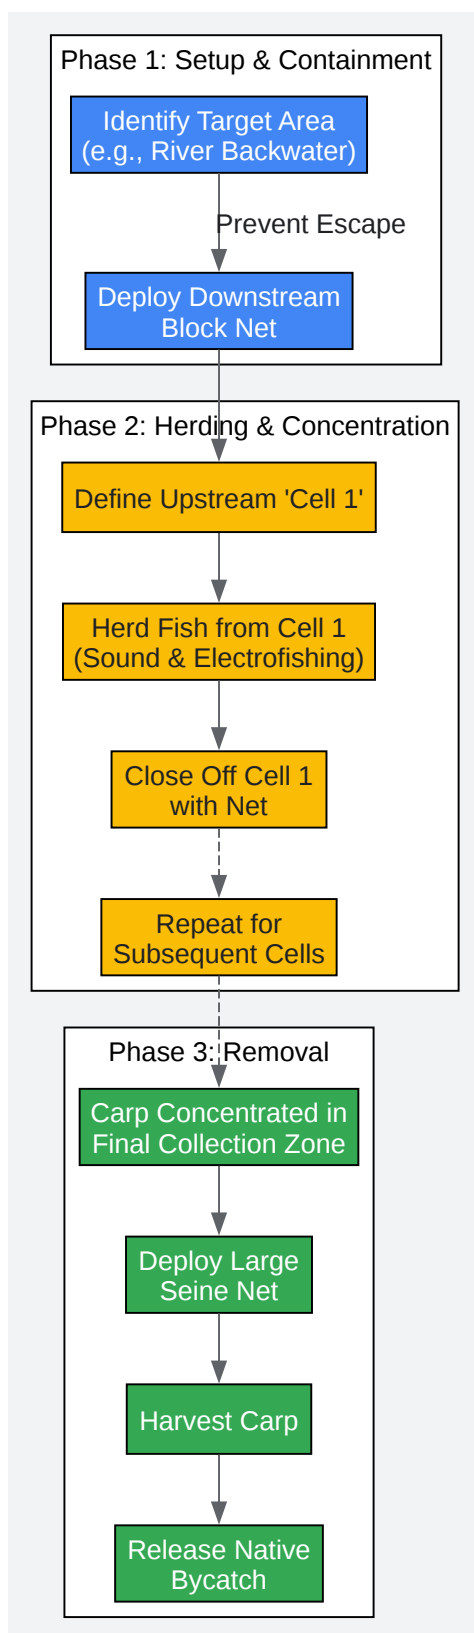 Phase 1: Setup & Containment
Identify Target Area
(e.g., River Backwater)
Prevent Escape
Deploy Downstream
Block Net
Phase 2: Herding & Concentration
Define Upstream 'Cell 1'
Herd Fish from Cell 1
(Sound & Electrofishing)
Close Off Cell 1
with Net
Repeat for
Subsequent Cells
Phase 3: Removal
Carp Concentrated in
Final Collection Zone
Deploy Large
Seine Net
Harvest Carp
Release Native
Bycatch